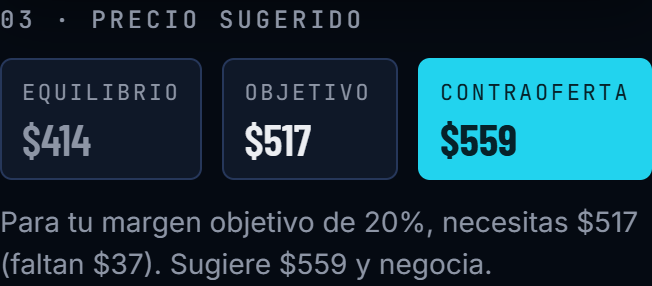 03 · PRECIO SUGERIDO
EQUILIBRIO OBJETIVO CONTRAOFERTA
$414 $517 $559
Para tu margen objetivo de 20%, necesitas $517
(faltan $37). Sugiere $559 y negocia.